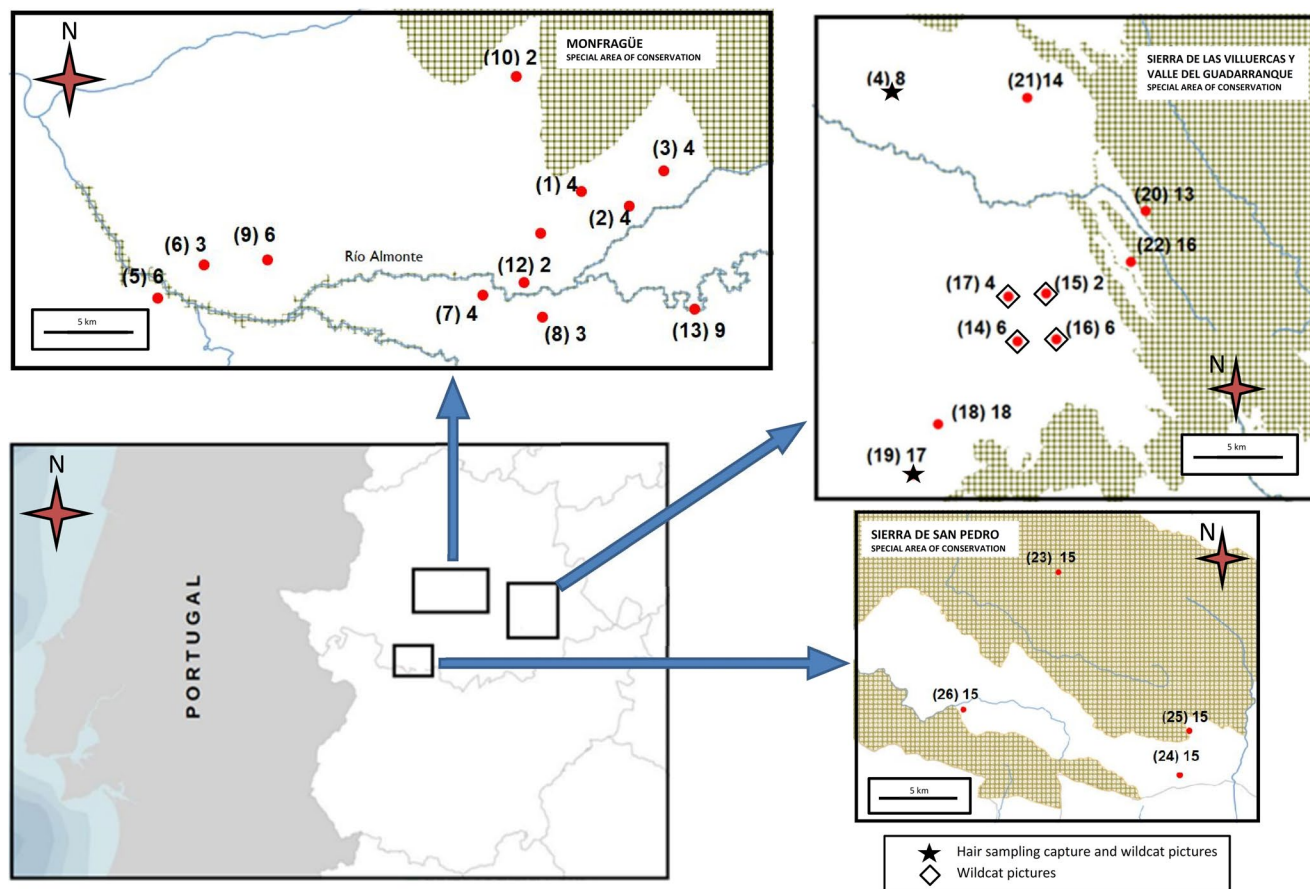 N
MONFRAGÜE
SPECIAL AREA OF CONSERVATION
(10) 2
(3) 4
(1) 4
(2) 4
(6) 3
(9) 6
Río Almonte
(5) 6
(12) 2
(7) 4
(8) 3
(13) 9
5 km
SIERRA DE LAS VILLUERCAS Y
VALLE DEL GUADARRANQUE
SPECIAL AREA OF CONSERVATION
(4) 8
(21)14
(20) 13
(22) 16
(17) 4
(15) 2
(14) 6
(16) 6
N
(18) 18
5 km
(19) 17
N
PORTUGAL
SIERRA DE SAN PEDRO
SPECIAL AREA OF CONSERVATION
N
(23) 15
(26) 15
(25) 15
(24) 15
5 km
Hair sampling capture and wildcat pictures
Wildcat pictures